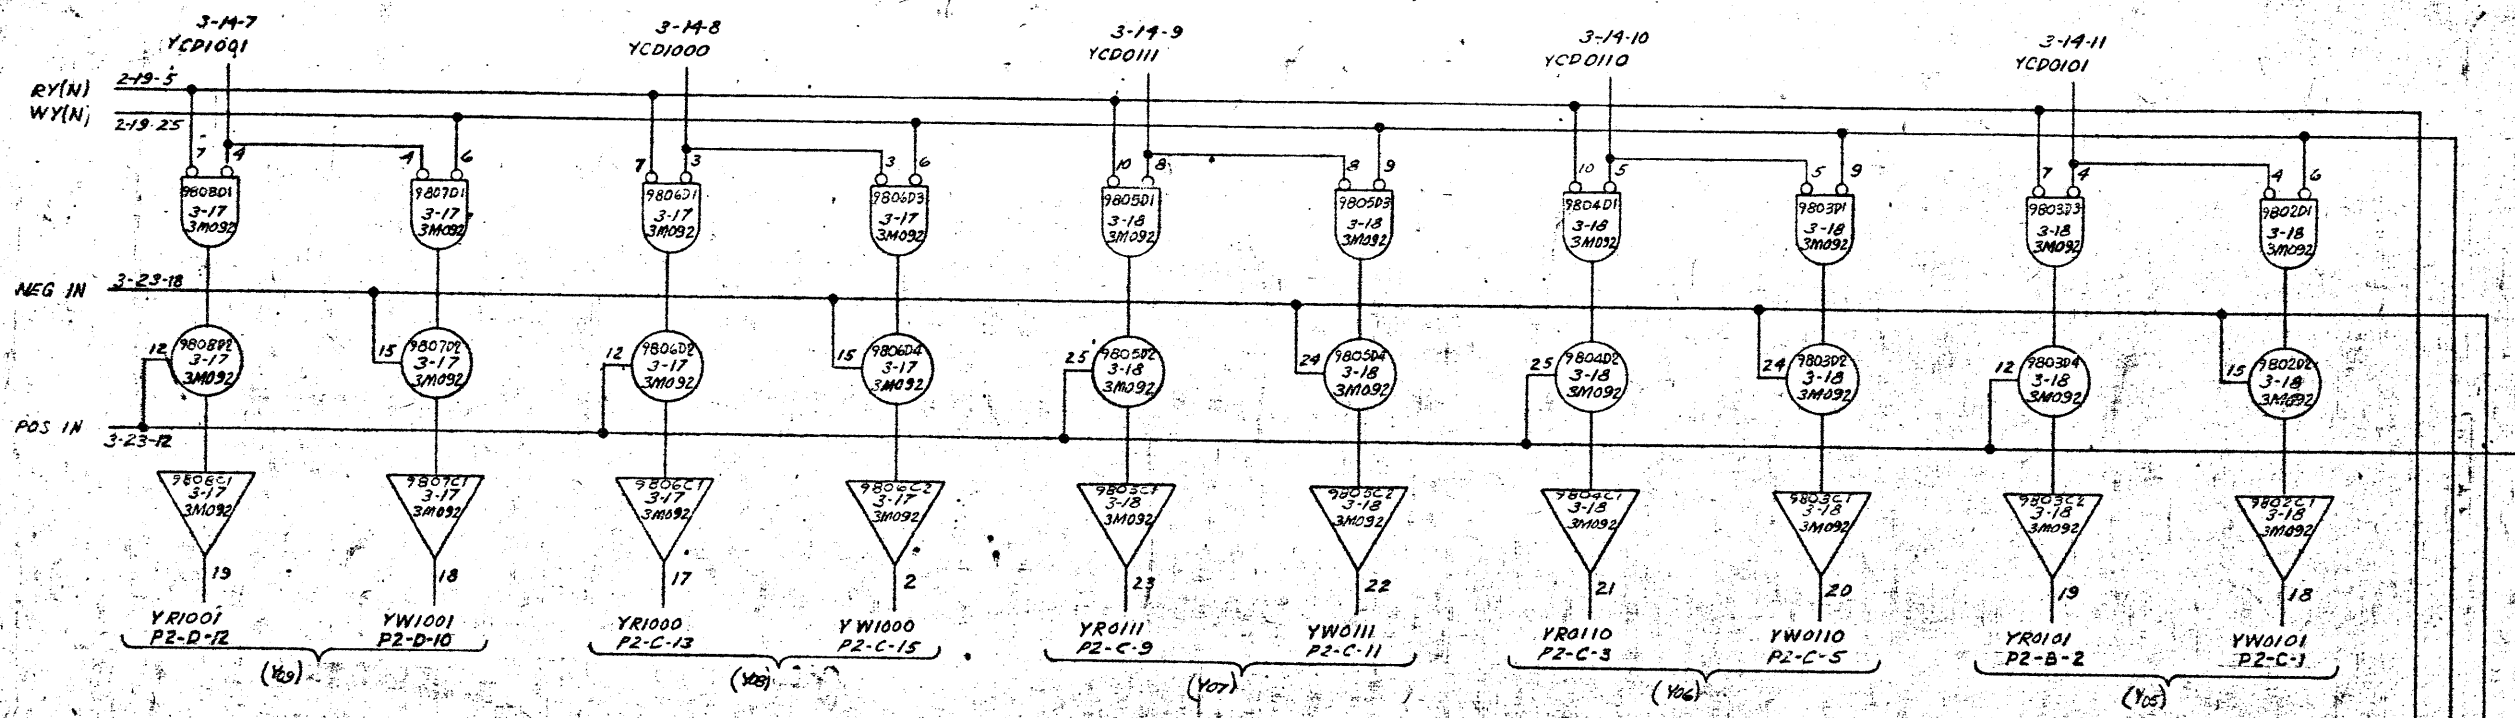 3-14-7
YCD1001
3-14-8
YCD1000
3-14-9
YCD0111
3-14-10
YCD0110
3-14-11
YCD0101
RY(N)
2-19-5
WY(N)
2-19-25
7
4
4
6
7
3
3
6
10
8
8
9
10
5
5
9
7
4
4
6
9808D1
3-17
3M092
9807D1
3-17
3M092
9806D1
3-17
3M092
9806D3
3-17
3M092
9805D1
3-18
3M092
9805D3
3-18
3M092
9804D1
3-18
3M092
9803D1
3-18
3M092
9803D3
3-18
3M092
9802D1
3-18
3M092
NEG IN
3-23-18
12
9808D2
3-17
3M092
15
9807D2
3-17
3M092
12
9806D2
3-17
3M092
15
9806D4
3-17
3M092
25
9805D2
3-18
3M092
24
9805D4
3-18
3M092
25
9804D2
3-18
3M092
24
9803D2
3-18
3M092
12
9803D4
3-18
3M092
15
9802D2
3-18
3M092
POS IN
3-23-12
9808C1
3-17
3M092
9807C1
3-17
3M092
9806C1
3-17
3M092
9806C2
3-17
3M092
9805C1
3-18
3M092
9805C2
3-18
3M092
9804C1
3-18
3M092
9803C1
3-18
3M092
9803C2
3-18
3M092
9802C1
3-18
3M092
19
18
17
2
23
22
21
20
19
18
YR1001
P2-D-12
YW1001
P2-D-10
YR1000
P2-C-13
YW1000
P2-C-15
YR0111
P2-C-9
YW0111
P2-C-11
YR0110
P2-C-3
YW0110
P2-C-5
YR0101
P2-B-2
YW0101
P2-C-1
(Y09)
(Y08)
(Y07)
(Y06)
(Y05)